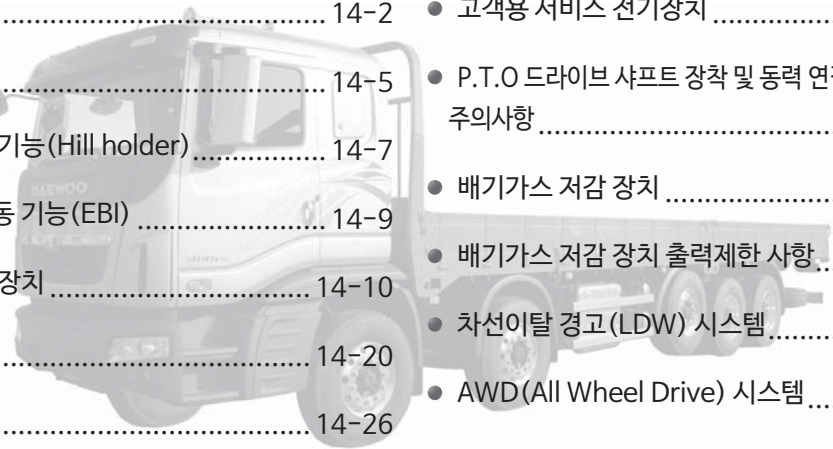 14-2
14-5
기능(Hill holder) 14-7
동 기능(EBI) 14-9
장치 14-10
14-20
14-26
● 고객용 서비스 전기장치
● P.T.O 드라이브 샤프트 장착 및 동력
주의사항
● 배기가스 저감 장치
● 배기가스 저감 장치 출력제한 사항
● 차선이탈 경고(LDW) 시스템
● AWD(All Wheel Drive) 시스템
DAEWOO